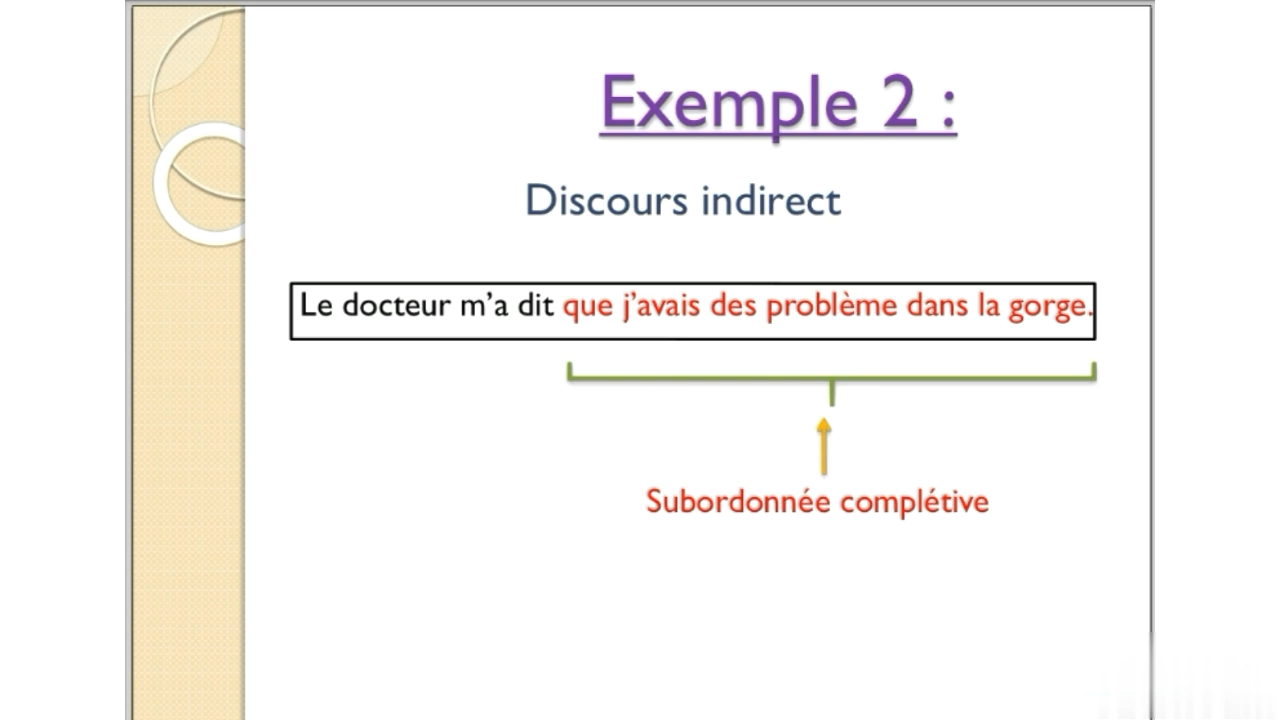 Exemple 2 :
Discours indirect
Le docteur m’a dit que j’avais des problème dans la gorge.
Subordonnée complétive